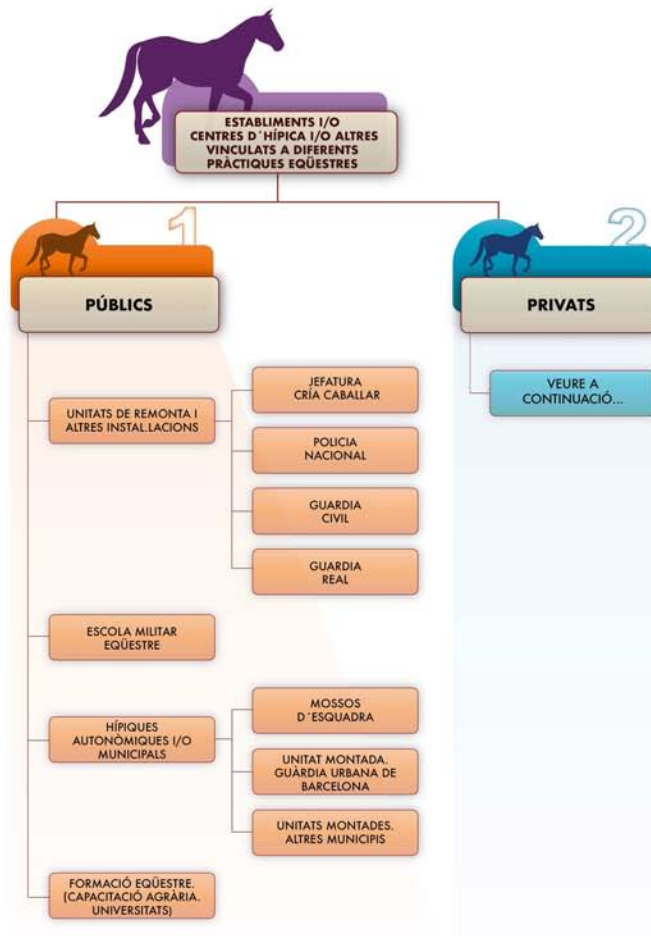 ESTABLIMENTS I/O
CENTRES D´HÍPICA I/O ALTRES
VINCULATS A DIFERENTS
PRÀCTIQUES EQÜESTRES
1
PÚBLICS
UNITATS DE REMONTA I
ALTRES INSTAL.LACIONS
JEFATURA
CRÍA CABALLAR
POLICIA
NACIONAL
GUARDIA
CIVIL
GUARDIA
REAL
ESCOLA MILITAR
EQÜESTRE
HÍPIQUES
AUTONÒMIQUES I/O
MUNICIPALS
MOSSOS
D´ESQUADRA
UNITAT MONTADA.
GUÀRDIA URBANA DE
BARCELONA
UNITATS MONTADES.
ALTRES MUNICIPIS
FORMACIÓ EQÜESTRE.
(CAPACITACIÓ AGRÀRIA.
UNIVERSITATS)
2
PRIVATS
VEURE A
CONTINUACIÓ...